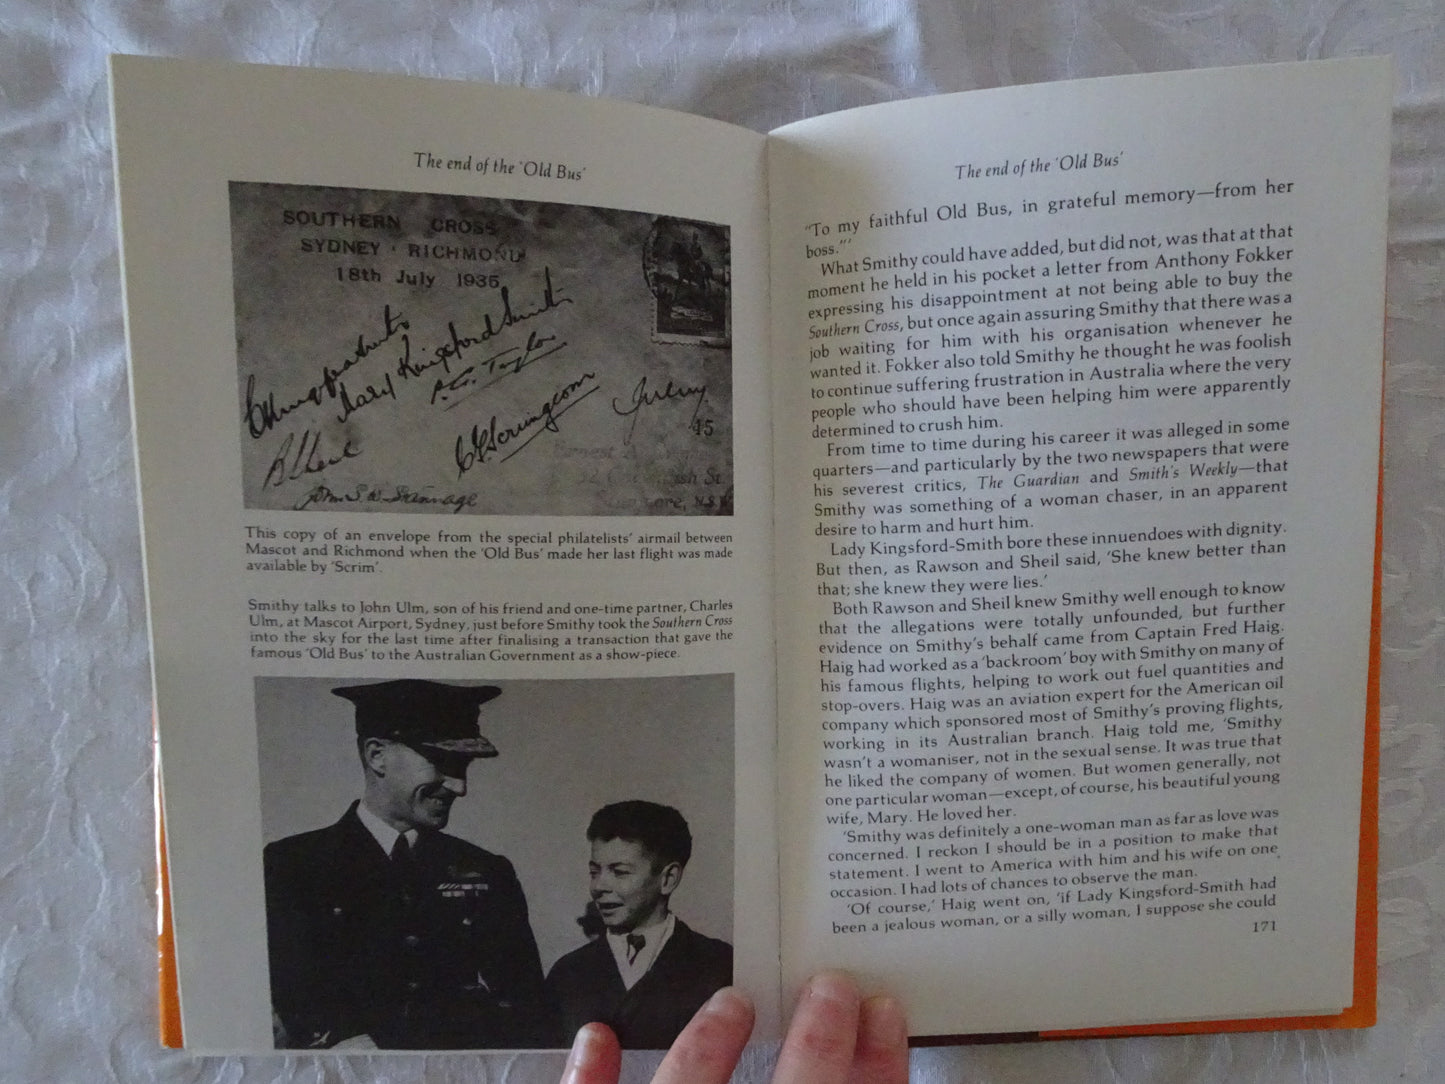 The end of the 'Old Bus'
SOUTHERN CROSS
SYDNEY · RICHMOND
18th July 1935
Mary Kingsford Smith
P.G. Taylor
C G Scrimgeour
45
John S. W. Stannage
N.S.W
This copy of an envelope from the special philatelists' airmail between
Mascot and Richmond when the 'Old Bus' made her last flight was made
available by 'Scrim'.
Smithy talks to John Ulm, son of his friend and one-time partner, Charles
Ulm, at Mascot Airport, Sydney, just before Smithy took the Southern Cross
into the sky for the last time after finalising a transaction that gave the
famous 'Old Bus' to the Australian Government as a show-piece.
The end of the 'Old Bus'
"To my faithful Old Bus, in grateful memory—from her
boss."'
What Smithy could have added, but did not, was that at that
moment he held in his pocket a letter from Anthony Fokker
expressing his disappointment at not being able to buy the
Southern Cross, but once again assuring Smithy that there was a
job waiting for him with his organisation whenever he
wanted it. Fokker also told Smithy he thought he was foolish
to continue suffering frustration in Australia where the very
people who should have been helping him were apparently
determined to crush him.
From time to time during his career it was alleged in some
quarters—and particularly by the two newspapers that were
his severest critics, The Guardian and Smith's Weekly—that
Smithy was something of a woman chaser, in an apparent
desire to harm and hurt him.
Lady Kingsford-Smith bore these innuendoes with dignity.
But then, as Rawson and Sheil said, 'She knew better than
that; she knew they were lies.'
Both Rawson and Sheil knew Smithy well enough to know
that the allegations were totally unfounded, but further
evidence on Smithy's behalf came from Captain Fred Haig.
Haig had worked as a 'backroom' boy with Smithy on many of
his famous flights, helping to work out fuel quantities and
stop-overs. Haig was an aviation expert for the American oil
company which sponsored most of Smithy's proving flights,
working in its Australian branch. Haig told me, 'Smithy
wasn't a womaniser, not in the sexual sense. It was true that
he liked the company of women. But women generally, not
one particular woman—except, of course, his beautiful young
wife, Mary. He loved her.
'Smithy was definitely a one-woman man as far as love was
concerned. I reckon I should be in a position to make that
statement. I went to America with him and his wife on one
occasion. I had lots of chances to observe the man.
'Of course,' Haig went on, 'if Lady Kingsford-Smith had
been a jealous woman, or a silly woman, I suppose she could
171